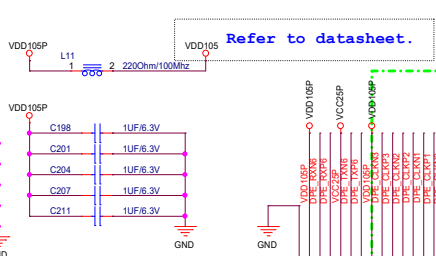 Refer to datasheet.
VDD105P
VDD105
L11
1
2
220Ohm/100Mhz
VDD105P
C198
1UF/6.3V
C201
1UF/6.3V
C204
1UF/6.3V
C207
1UF/6.3V
C211
1UF/6.3V
GND
GND
VDD105P
VCC25P
VDD105P
VDD105P
DPE_RXN6
DPE_RXP6
VCC25P
DPE_TXN6
DPE_TXP6
VDD105P
DPE_CLKN3
DPE_CLKP3
DPE_CLKN2
DPE_CLKP2
DPE_CLKN1
DPE_CLKP1